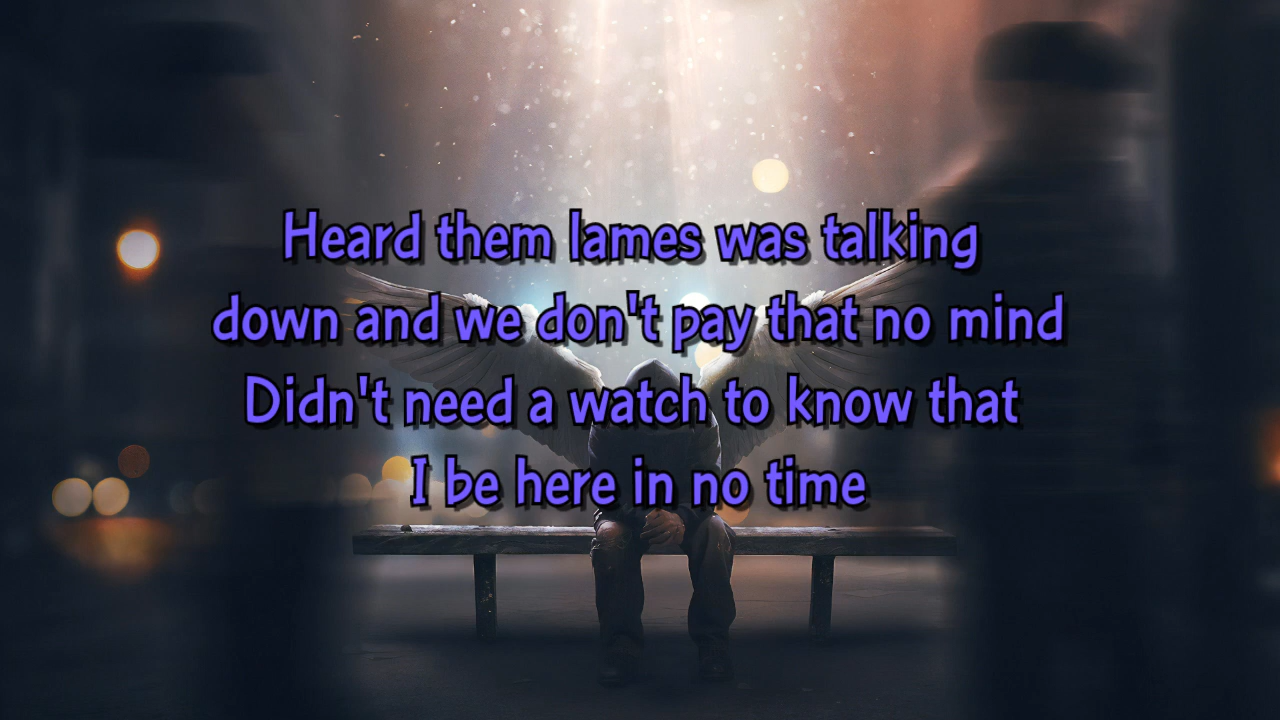 Heard them lames was talking
down and we don't pay that no mind
Didn't need a watch to know that
I be here in no time